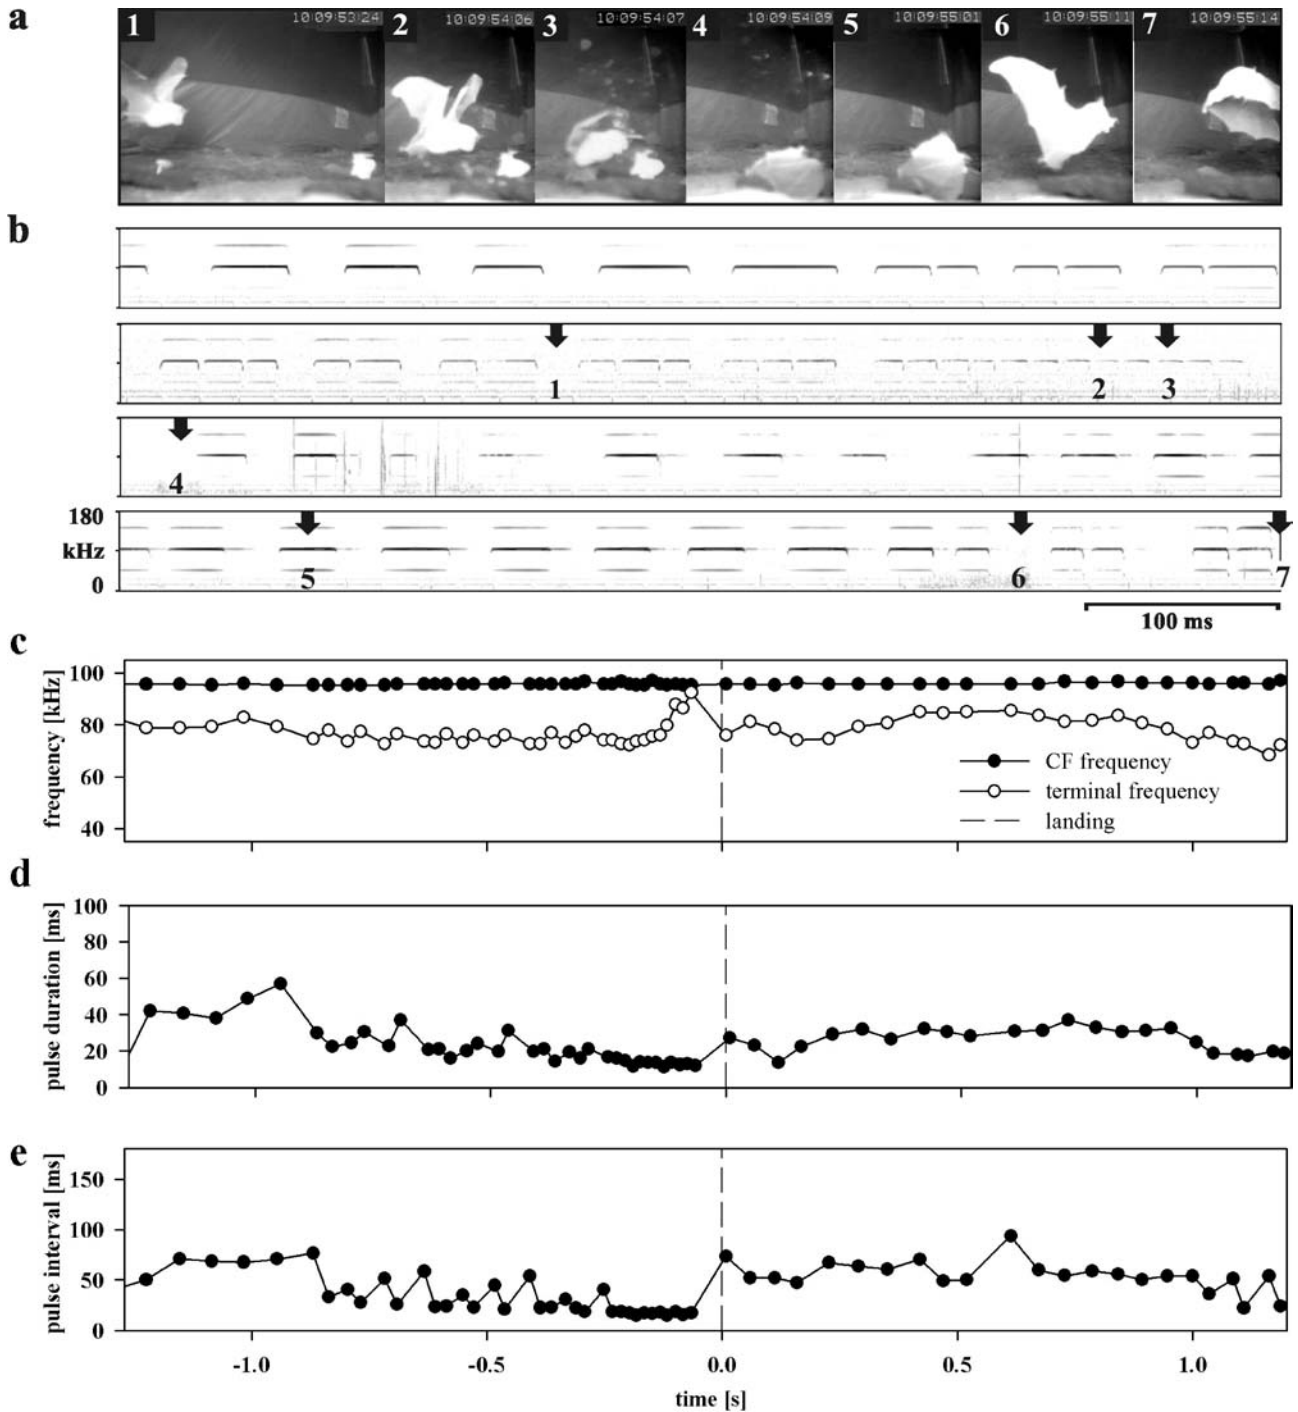 a
1 10:09:53:24
2 10:09:54:06
3 10:09:54:07
4 10:09:54:09
5 10:09:55:01
6 10:09:55:11
7 10:09:55:14
b
1 2 3
4
180
kHz
0
5 6 7
100 ms
c
frequency [kHz]
100
80
60
40
CF frequency
terminal frequency
landing
d
pulse duration [ms]
100
80
60
40
20
0
e
pulse interval [ms]
150
100
50
0
-1.0 -0.5 0.0 0.5 1.0
time [s]